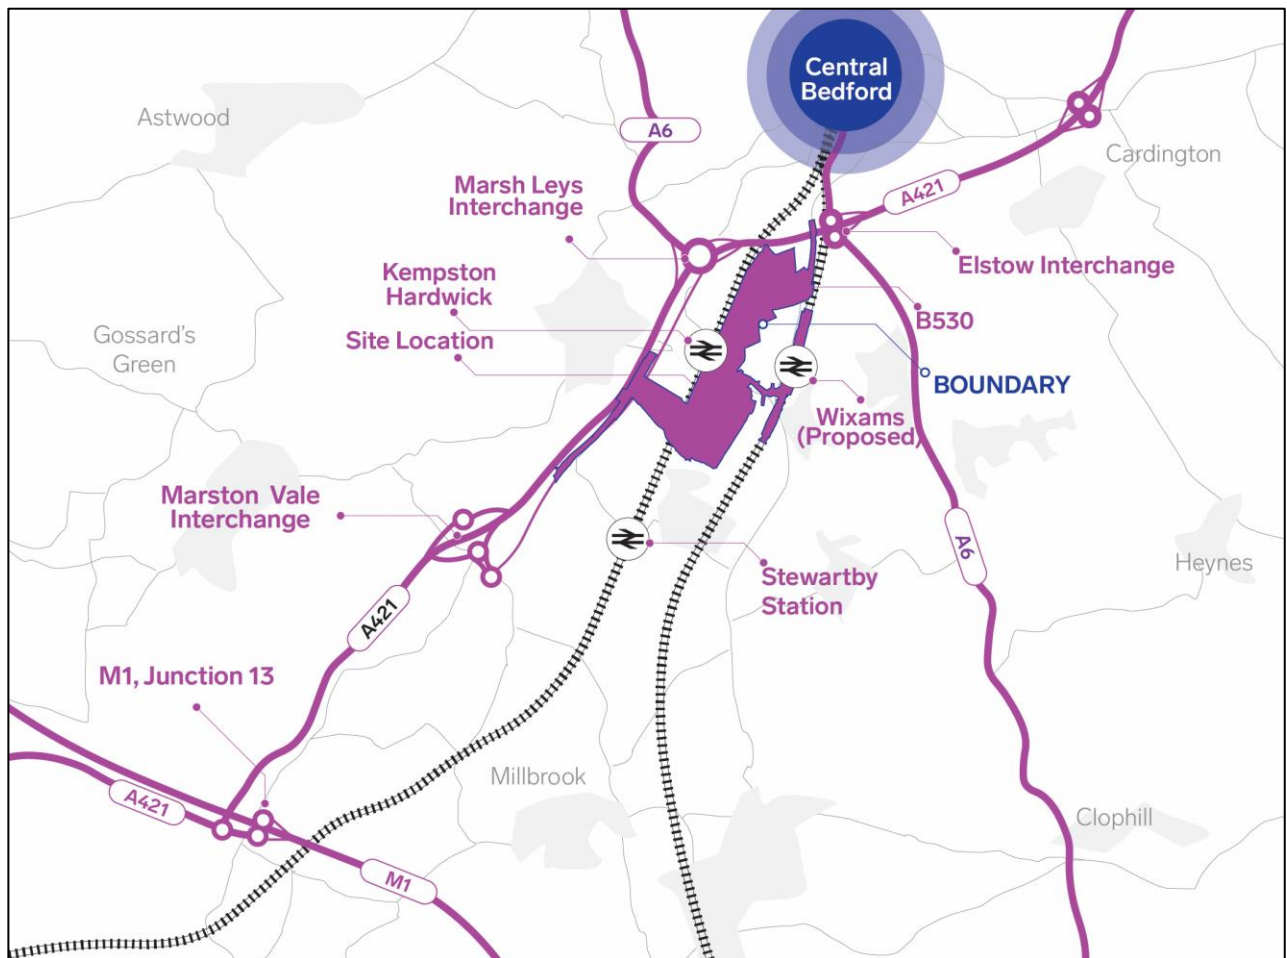 Central
Bedford
Astwood
A6
Cardington
Marsh Leys
Interchange
A421
Elstow Interchange
Kempston
Hardwick
B530
Gossard's
Green
Site Location
BOUNDARY
Wixams
(Proposed)
Marston Vale
Interchange
A6
Heynes
Stewartby
Station
A421
M1, Junction 13
Millbrook
A421
Clophill
M1